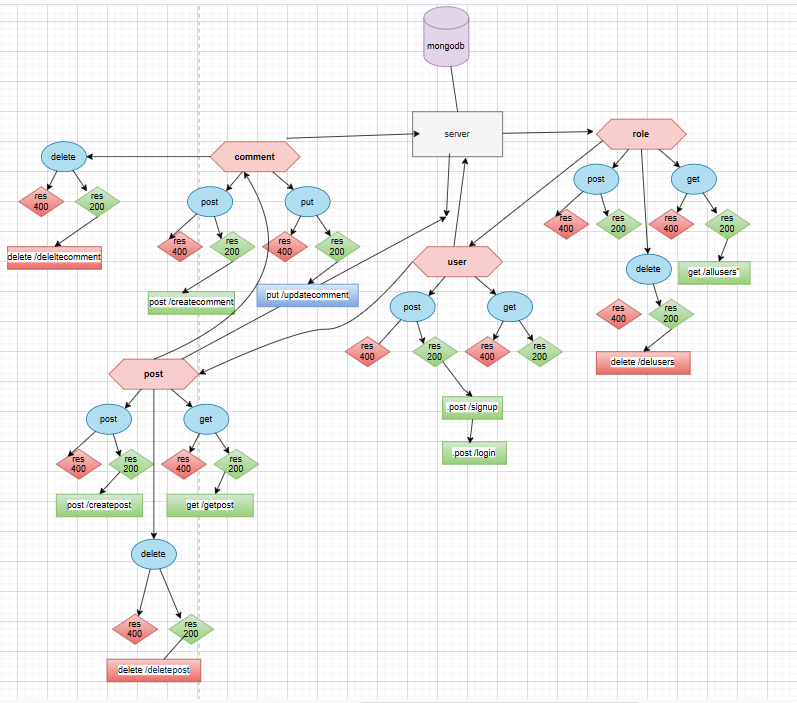 mongodb
server
role
comment
delete
post
put
post
get
res
400
res
200
res
400
res
200
res
400
res
200
res
400
res
200
res
400
res
200
delete /deleltecomment
post /createcomment
put /updatecomment
user
delete
get /allusers"
post
get
res
400
res
200
res
400
res
200
res
400
res
200
delete /delusers
post
.post /signup
.post /login
post
get
res
400
res
200
res
400
res
200
post /createpost
get /getpost
delete
res
400
res
200
delete /deletepost